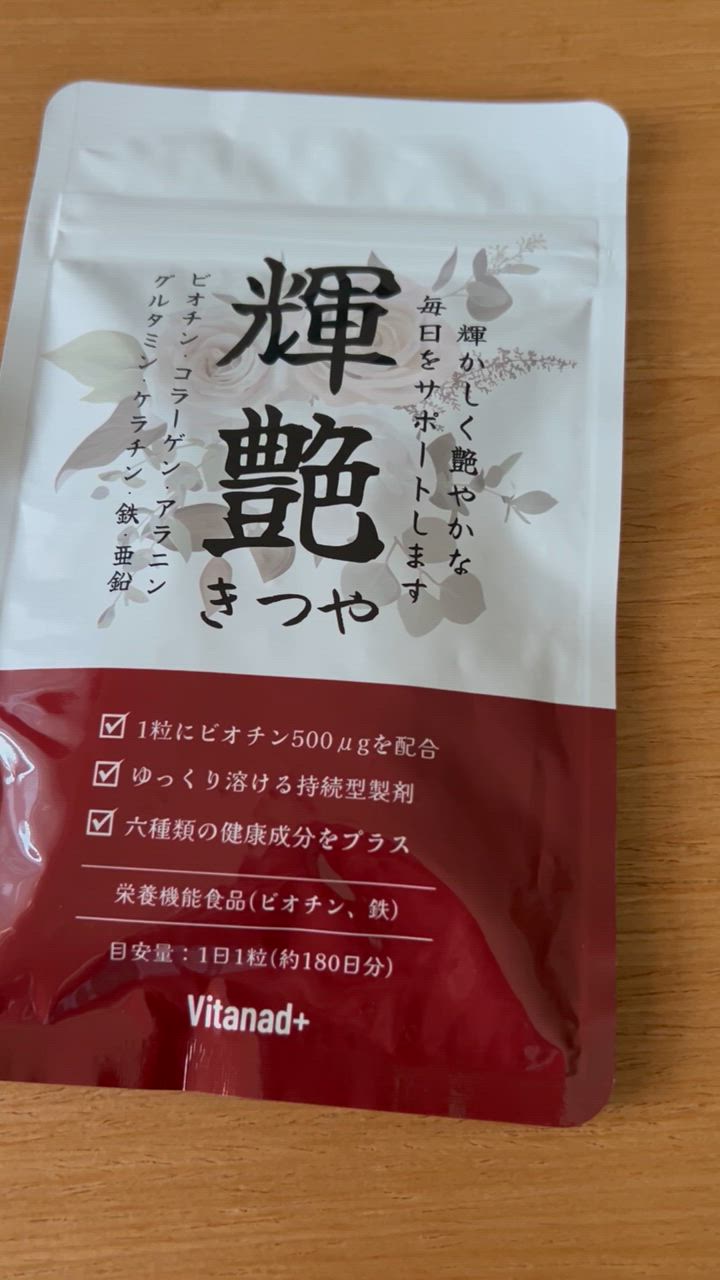 輝かしく艶やかな
毎日をサポートします
輝艶
きつや
ビオチン・コラーゲン・アラニン
グルタミン・ケラチン・鉄・亜鉛
1粒にビオチン500μgを配合
ゆっくり溶ける持続型製剤
六種類の健康成分をプラス
栄養機能食品(ビオチン、鉄)
目安量：1日1粒(約180日分)
Vitanad+